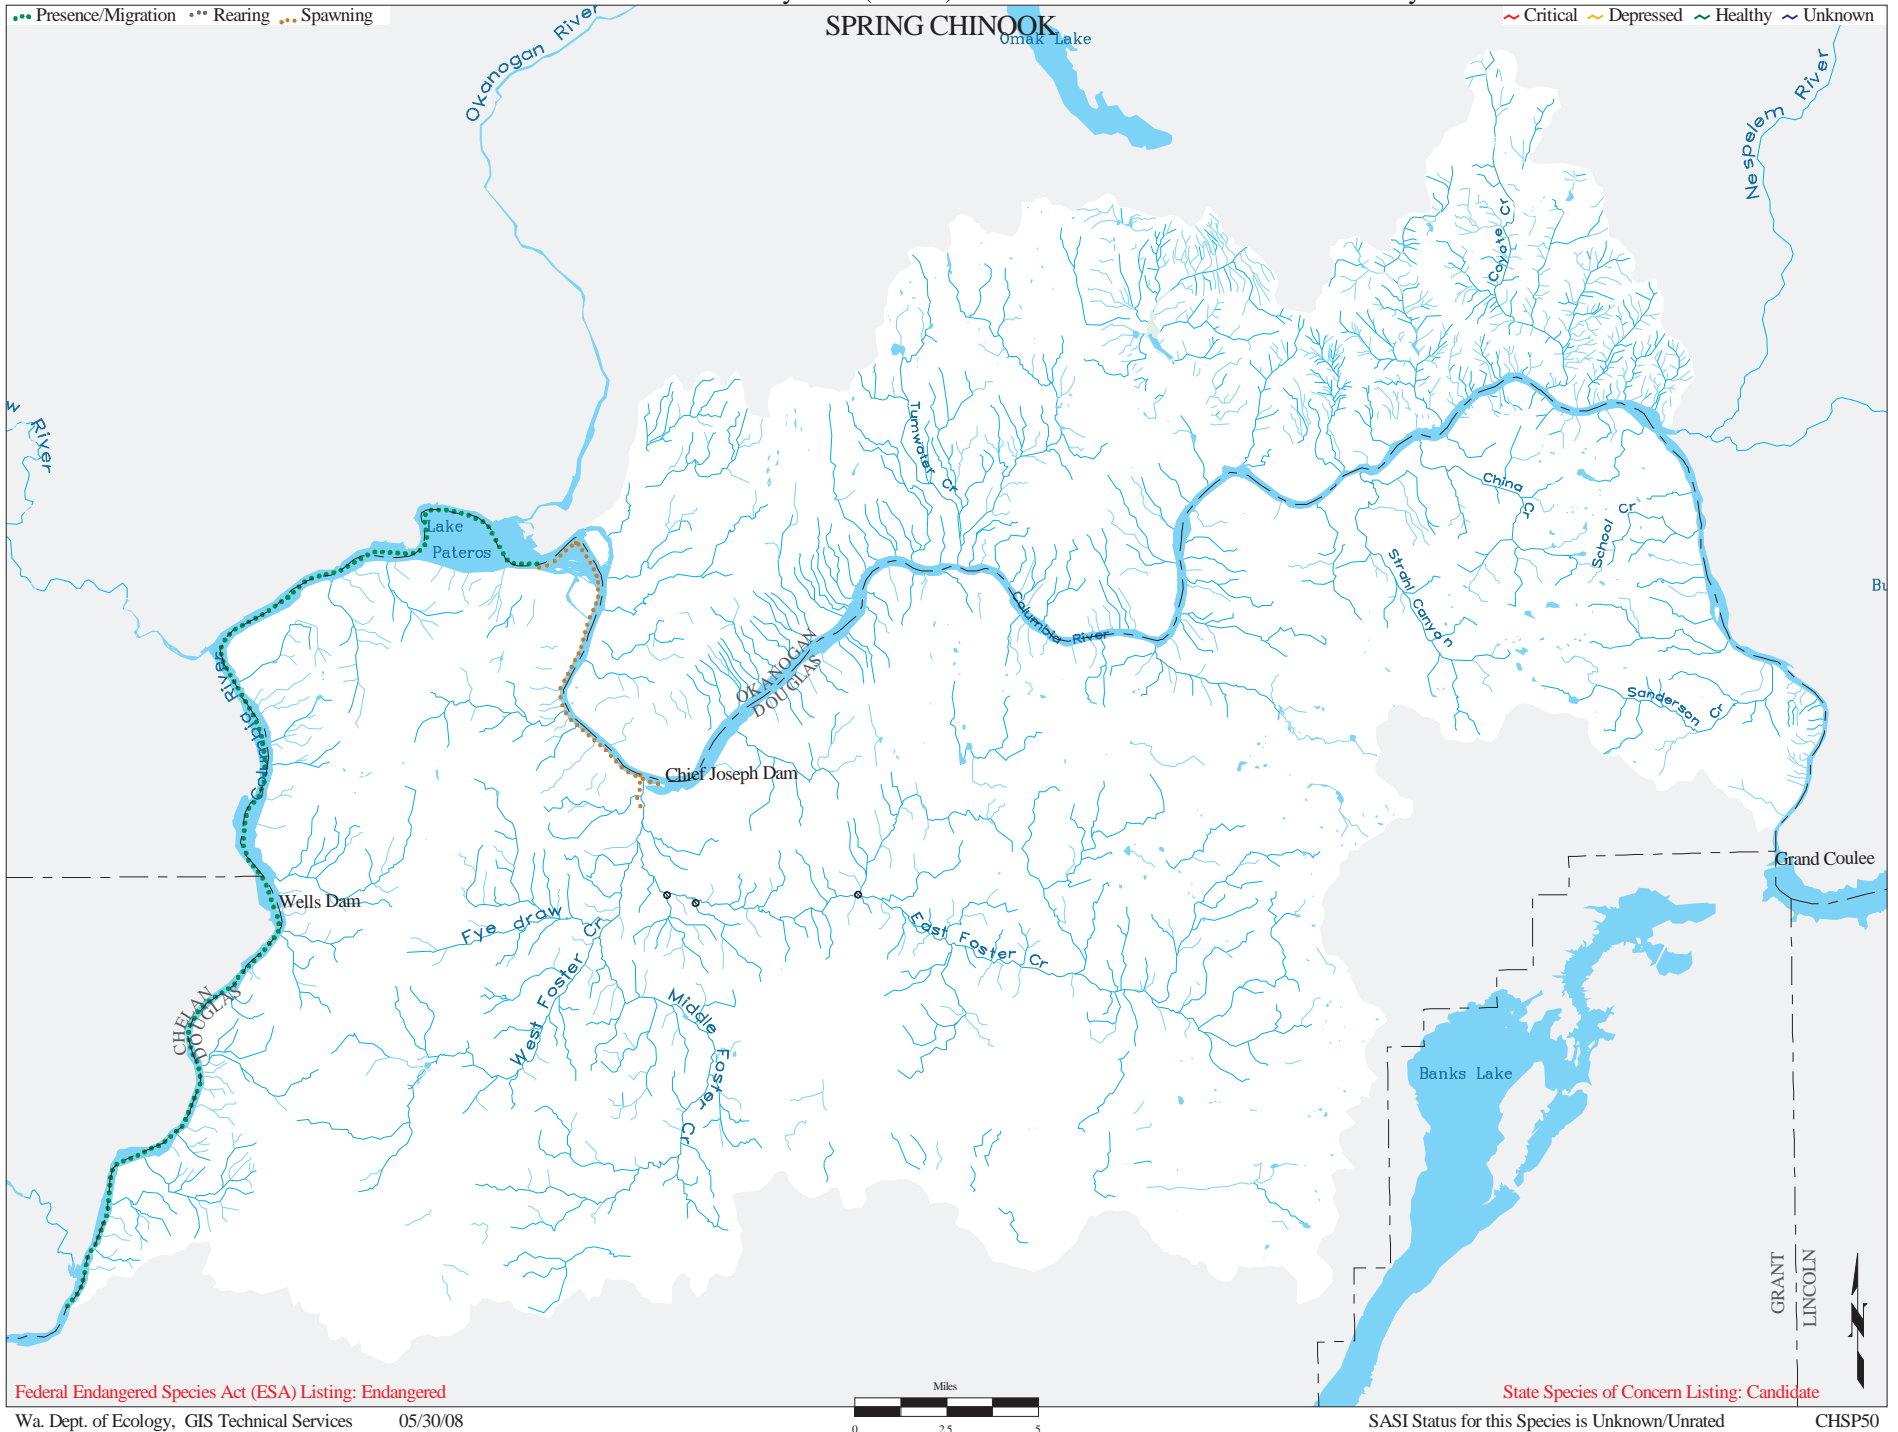 Presence/Migration Rearing Spawning
SPRING CHINOOK
Critical Depressed Healthy Unknown
Okanogan River
Omak Lake
Nespelem River
Coyote Cr
w River
Tumwater Cr
China Cr
School Cr
Lake Pateros
Strahl Canyon
Columbia River
Bu
OKANOGAN
DOUGLAS
Columbia River
Sanderson Cr
Chief Joseph Dam
Grand Coulee
Wells Dam
Fye draw
West Foster Cr
East Foster Cr
Middle Foster Cr
CHELAN
DOUGLAS
Banks Lake
GRANT
LINCOLN
N
Federal Endangered Species Act (ESA) Listing: Endangered
State Species of Concern Listing: Candidate
Miles
0 2.5 5
Wa. Dept. of Ecology, GIS Technical Services 05/30/08
SASI Status for this Species is Unknown/Unrated
CHSP50